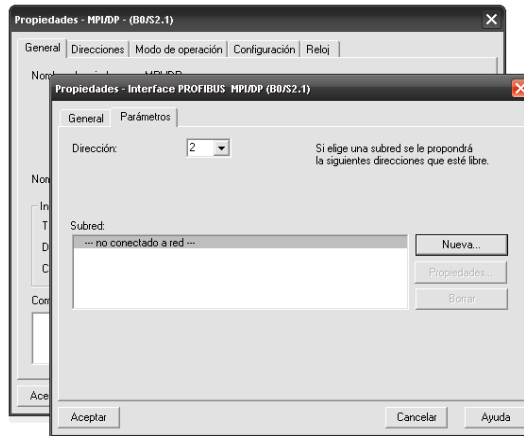 Propiedades - MPI/DP - (B0/S2.1)
General Direcciones Modo de operación Configuración Reloj
Propiedades - Interface PROFIBUS MPI/DP (B0/S2.1)
General Parámetros
Dirección: 2
Si elige una subred se le propondrá
la siguientes direcciones que esté libre.
Subred:
--- no conectado a red ---
Nueva...
Propiedades...
Borrar
Aceptar Cancelar Ayuda